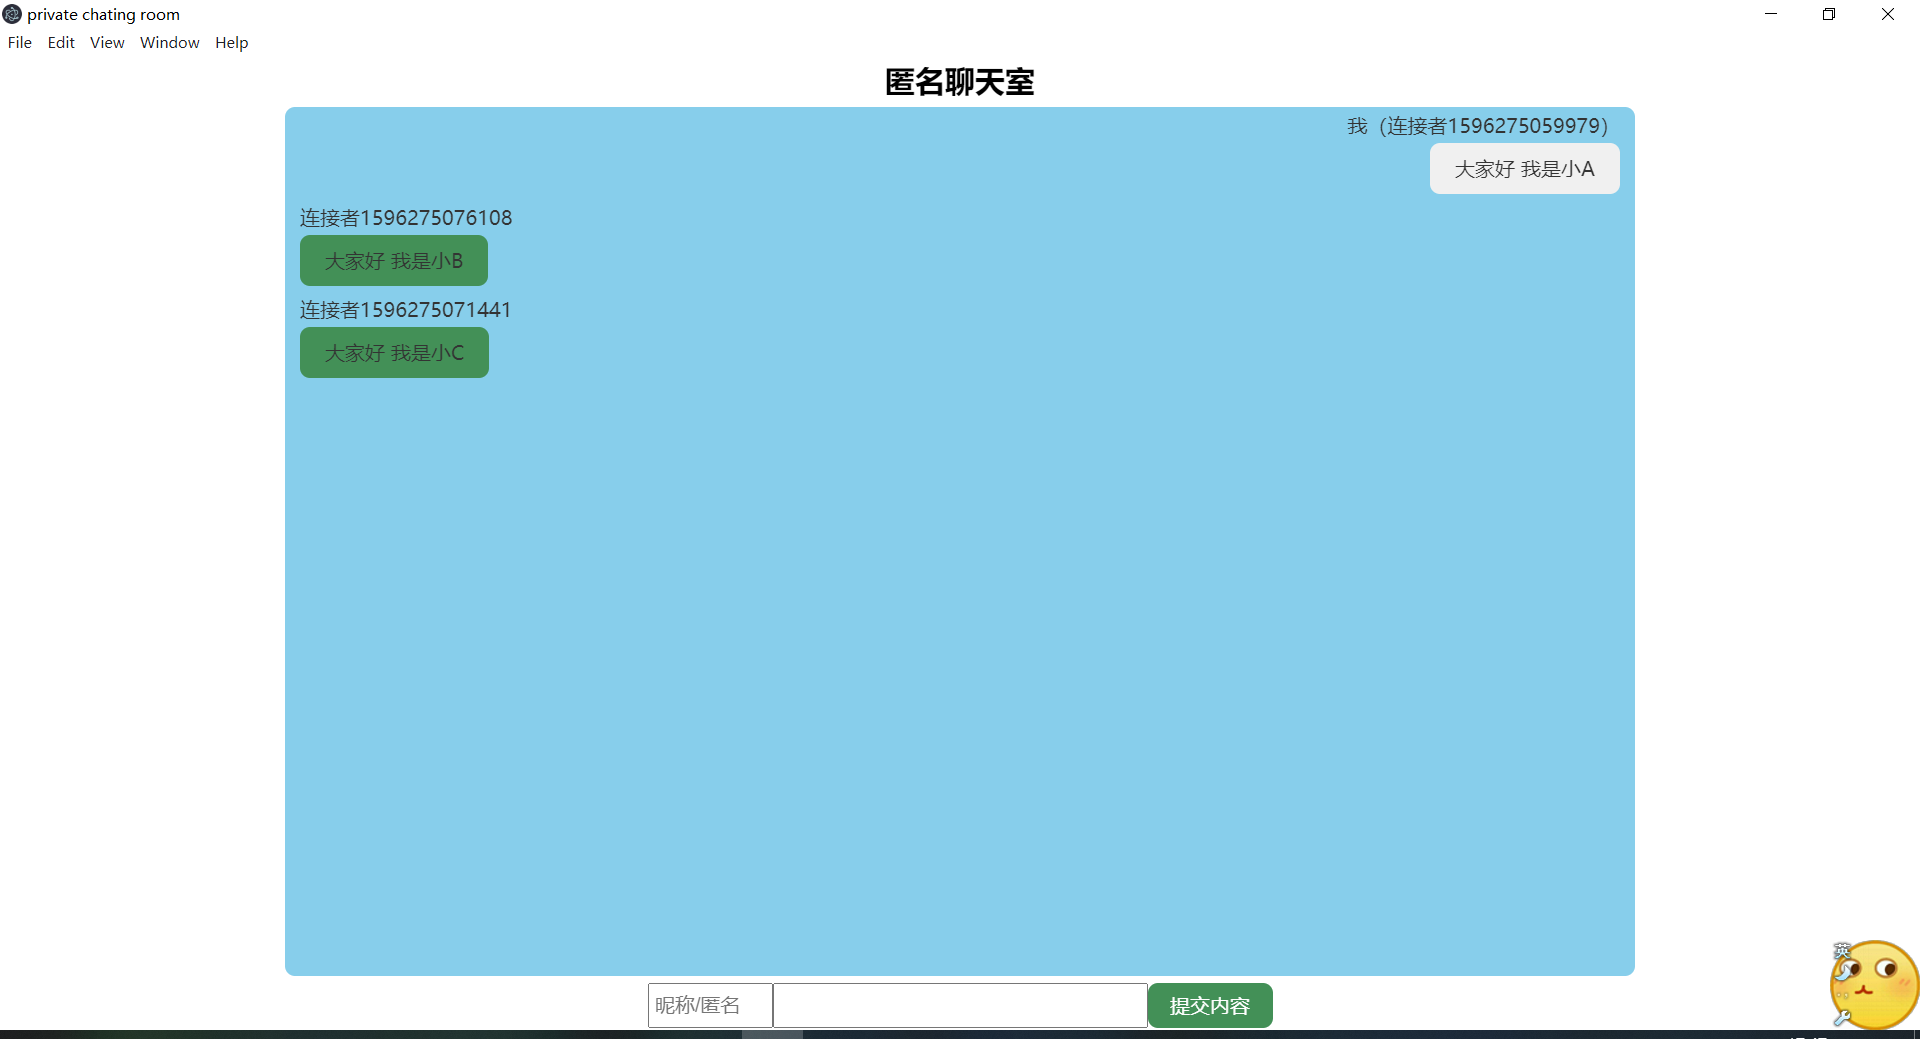 private chating room
File Edit View Window Help
匿名聊天室
我（连接者1596275059979）
大家好 我是小A
连接者1596275076108
大家好 我是小B
连接者1596275071441
大家好 我是小C
昵称/匿名
提交内容
英